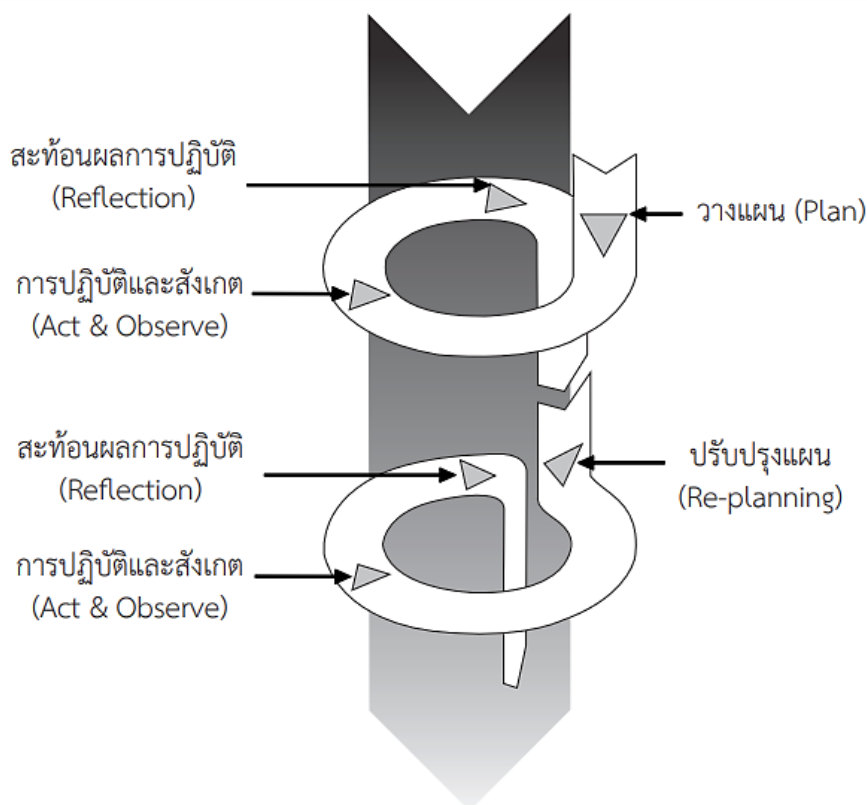 สะท้อนผลการปฏิบัติ
(Reflection)
วางแผน (Plan)
การปฏิบัติและสังเกต
(Act & Observe)
สะท้อนผลการปฏิบัติ
(Reflection)
ปรับปรุงแผน
(Re-planning)
การปฏิบัติและสังเกต
(Act & Observe)